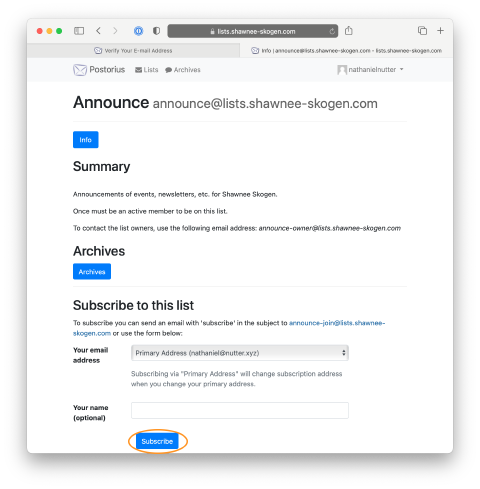 lists.shawnee-skogen.com
Verify Your E-mail Address
Info | announce@lists.shawnee-skogen.com - lists.shawnee-skogen.com
Postorius
Lists
Archives
nathanielnutter
Announce announce@lists.shawnee-skogen.com
Info
Summary
Announcements of events, newsletters, etc. for Shawnee Skogen.
Once must be an active member to be on this list.
To contact the list owners, use the following email address: announce-owner@lists.shawnee-skogen.com
Archives
Archives
Subscribe to this list
To subscribe you can send an email with 'subscribe' in the subject to announce-join@lists.shawnee-
skogen.com or use the form below:
Your email
address
Primary Address (nathaniel@nutter.xyz)
Subscribing via "Primary Address" will change subscription address
when you change your primary address.
Your name
(optional)
Subscribe